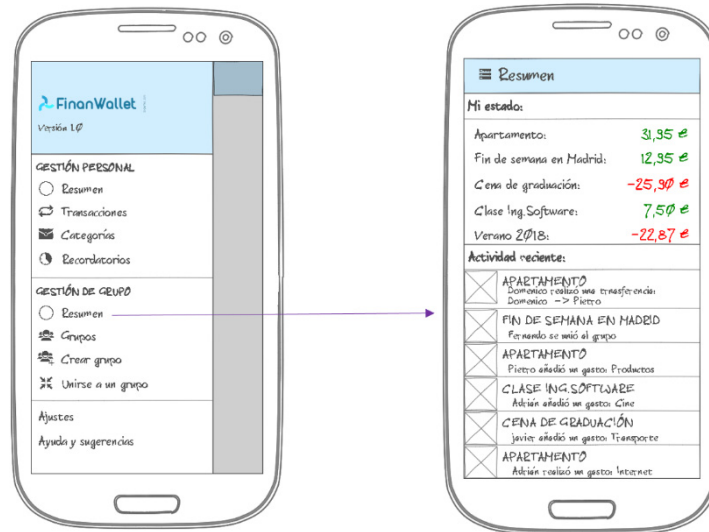 FinanWallet
Versión 1.0
GESTIÓN PERSONAL
Resumen
Transacciones
Categorías
Recordatorios
GESTIÓN DE GRUPO
Resumen
Grupos
Crear grupo
Unirse a un grupo
Ajustes
Ayuda y sugerencias
Resumen
Mi estado:
Apartamento: 31,95 €
Fin de semana en Madrid: 12,95 €
Cena de graduación: -25,90 €
Clase Ing.Software: 7,50 €
Verano 2018: -22,87 €
Actividad reciente:
APARTAMENTO
Domenico realizó una transferencia:
Domenico -> Pietro
FIN DE SEMANA EN MADRID
Fernando se unió al grupo
APARTAMENTO
Pietro añadió un gasto: Productos
CLASE ING.SOFTWARE
Adrián añadió un gasto: Cine
CENA DE GRADUACIÓN
javier añadió un gasto: Transporte
APARTAMENTO
Adrián realizó un gasto: Internet